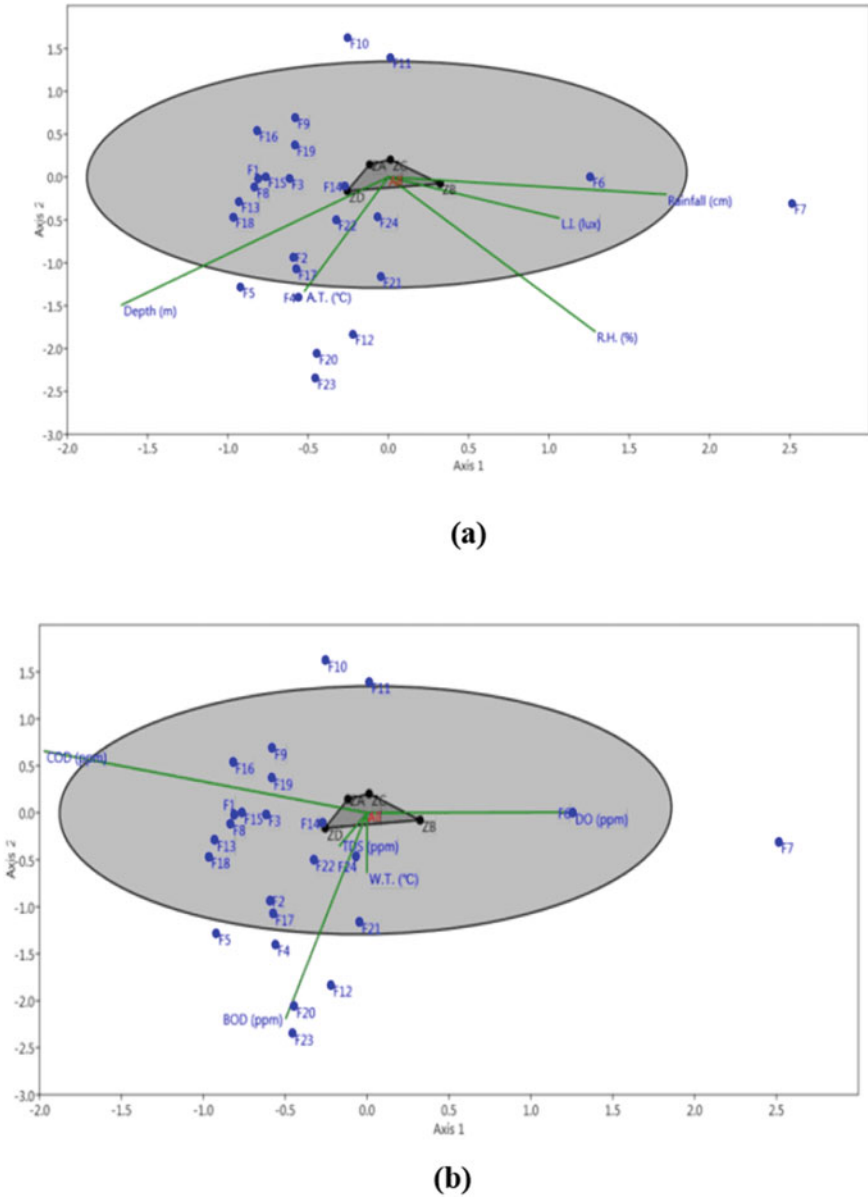 1.5
F10
F11
1.0
F9
0.5
F16
F19
ZA
ZC
0.0
F1
F15
F3
F14
F6
F8
ZD
ZB
Rainfall (cm)
F13
F7
-0.5
F18
F22
F24
L.I. (lux)
Axis 2
-1.0
F2
F17
F21
F5
F4
A.T. (°C)
-1.5
Depth (m)
F12
R.H. (%)
-2.0
F20
F23
-2.5
-3.0
-2.0 -1.5 -1.0 -0.5 0.0 0.5 1.0 1.5 2.0 2.5
Axis 1
(a)
1.5
F10
F11
1.0
COD (ppm)
F9
0.5
F16
F19
ZA
ZC
0.0
F1
F15
F3
F14
F6
DO (ppm)
F8
ZD
ZB
F13
TDS (ppm)
F7
-0.5
F18
F22
F24
W.T. (°C)
Axis 2
-1.0
F2
F17
F21
F5
F4
-1.5
F12
-2.0
BOD (ppm)
F20
F23
-2.5
-3.0
-2.0 -1.5 -1.0 -0.5 0.0 0.5 1.0 1.5 2.0 2.5
Axis 1
(b)